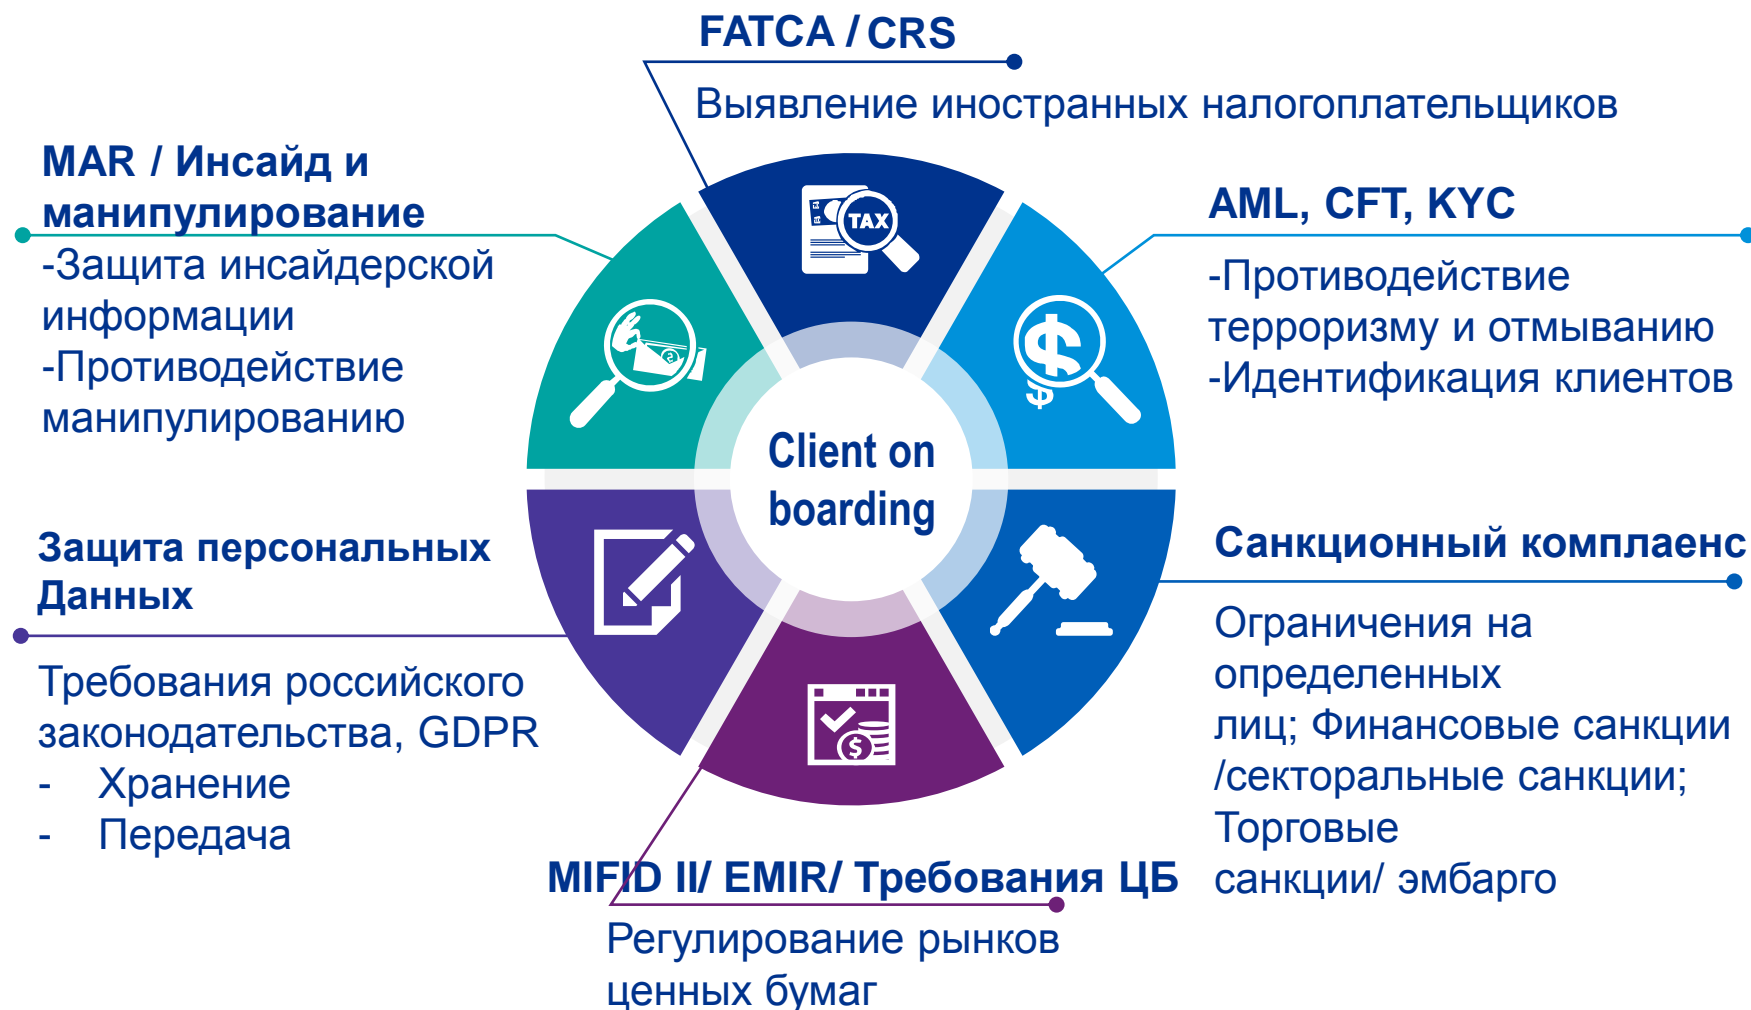 FATCA / CRS
Выявление иностранных налогоплательщиков
MAR / Инсайд и
манипулирование
-Защита инсайдерской
информации
-Противодействие
манипулированию
TAX
AML, CFT, KYC
-Противодействие
терроризму и отмыванию
-Идентификация клиентов
Client on
boarding
Защита персональных
Данных
Требования российского
законодательства, GDPR
- Хранение
- Передача
Санкционный комплаенс
Ограничения на
определенных
лиц; Финансовые санкции
/секторальные санкции;
Торговые
санкции/ эмбарго
MIFID II/ EMIR/ Требования ЦБ
Регулирование рынков
ценных бумаг